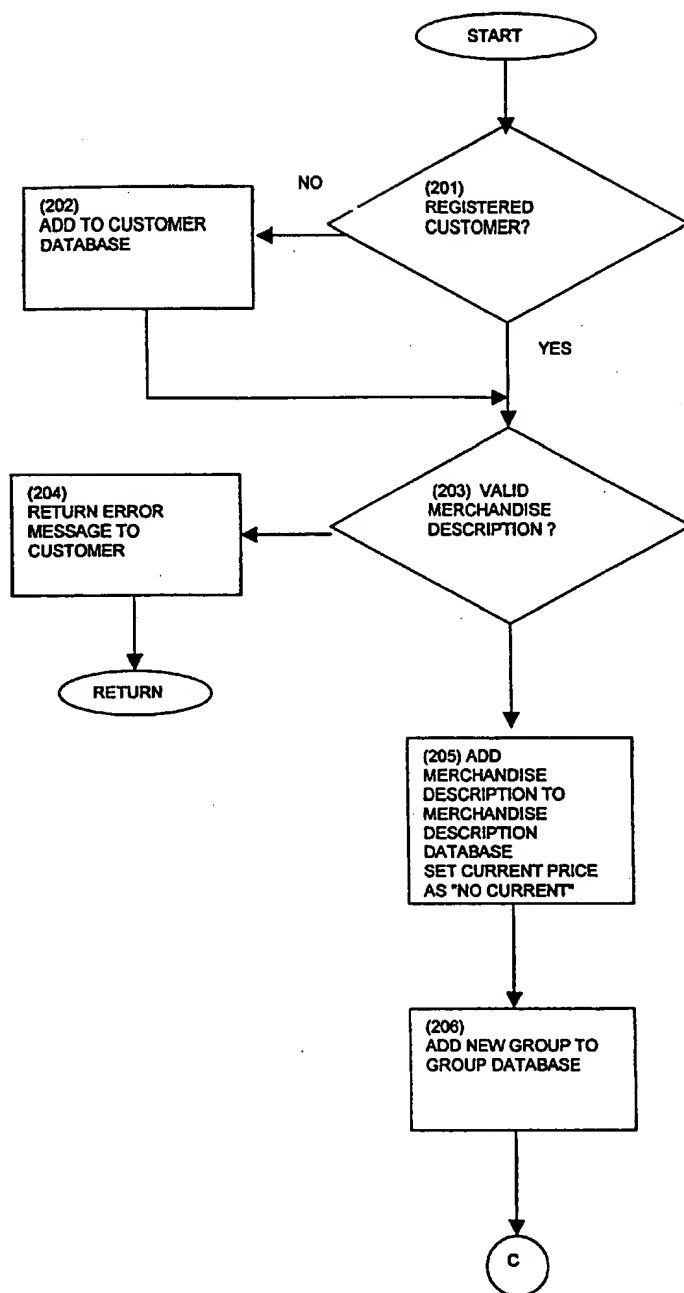 START
(201)
REGISTERED
CUSTOMER?
NO
(202)
ADD TO CUSTOMER
DATABASE
YES
(203) VALID
MERCHANDISE
DESCRIPTION ?
(204)
RETURN ERROR
MESSAGE TO
CUSTOMER
RETURN
(205) ADD
MERCHANDISE
DESCRIPTION TO
MERCHANDISE
DESCRIPTION
DATABASE
SET CURRENT PRICE
AS "NO CURRENT"
(206)
ADD NEW GROUP TO
GROUP DATABASE
C